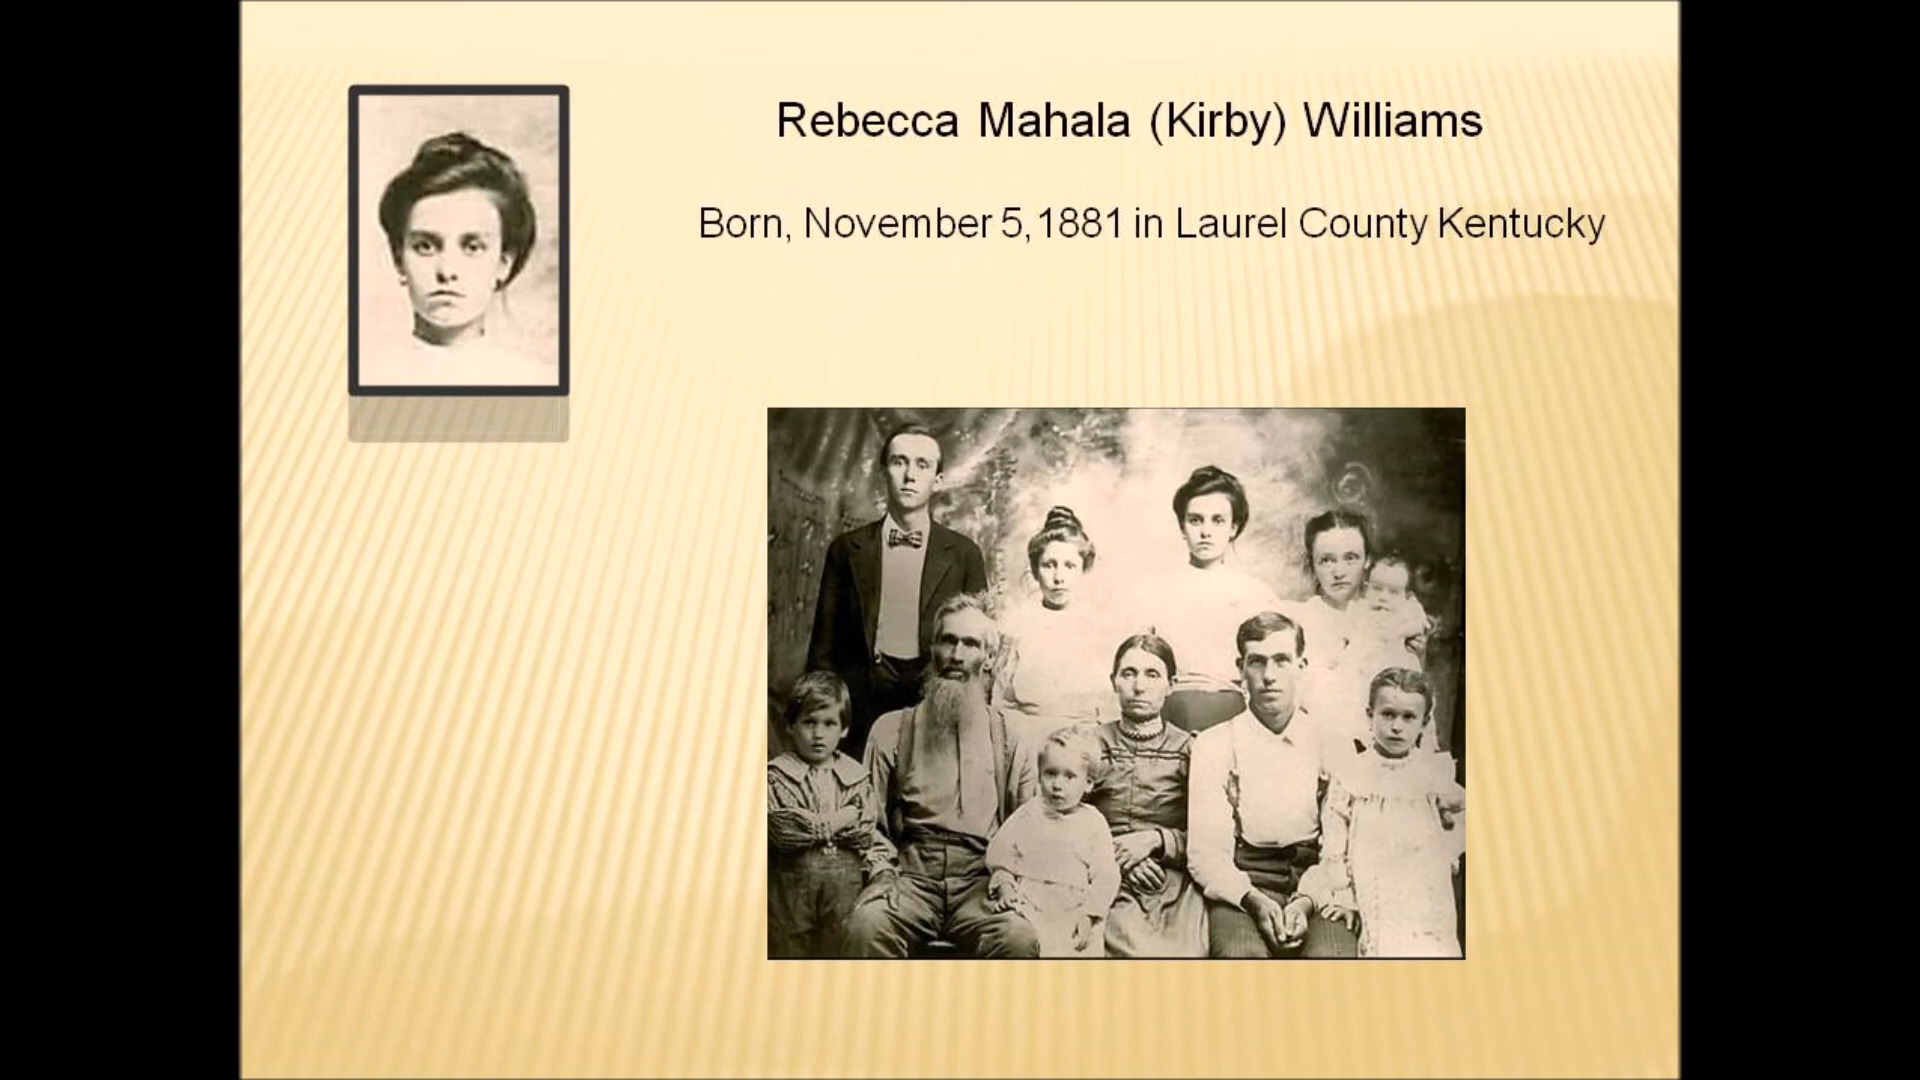 Rebecca Mahala (Kirby) Williams
Born, November 5,1881 in Laurel County Kentucky